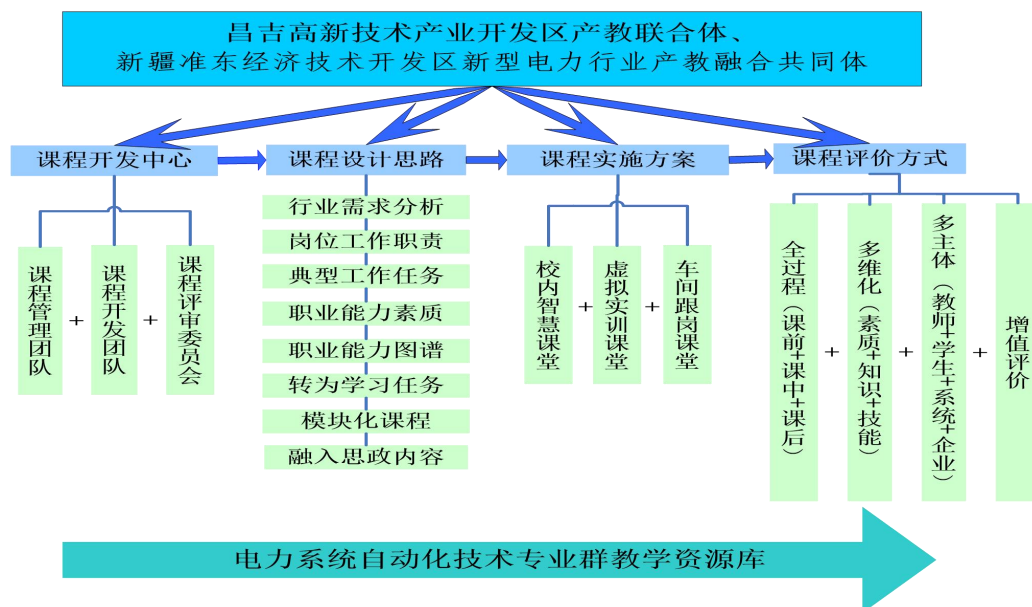 昌吉高新技术产业开发区产教联合体、
新疆准东经济技术开发区新型电力行业产教融合共同体
课程开发中心
课程设计思路
课程实施方案
课程评价方式
课程管理团队
+
课程开发团队
+
课程评审委员会
行业需求分析
岗位工作职责
典型工作任务
职业能力素质
职业能力图谱
转为学习任务
模块化课程
融入思政内容
校内智慧课堂
+
虚拟实训课堂
+
车间跟岗课堂
全过程（课前+课中+课后）
+
多维化（素质+知识+技能）
+
多主体（教师+学生+系统+企业）
+
增值评价
电力系统自动化技术专业群教学资源库